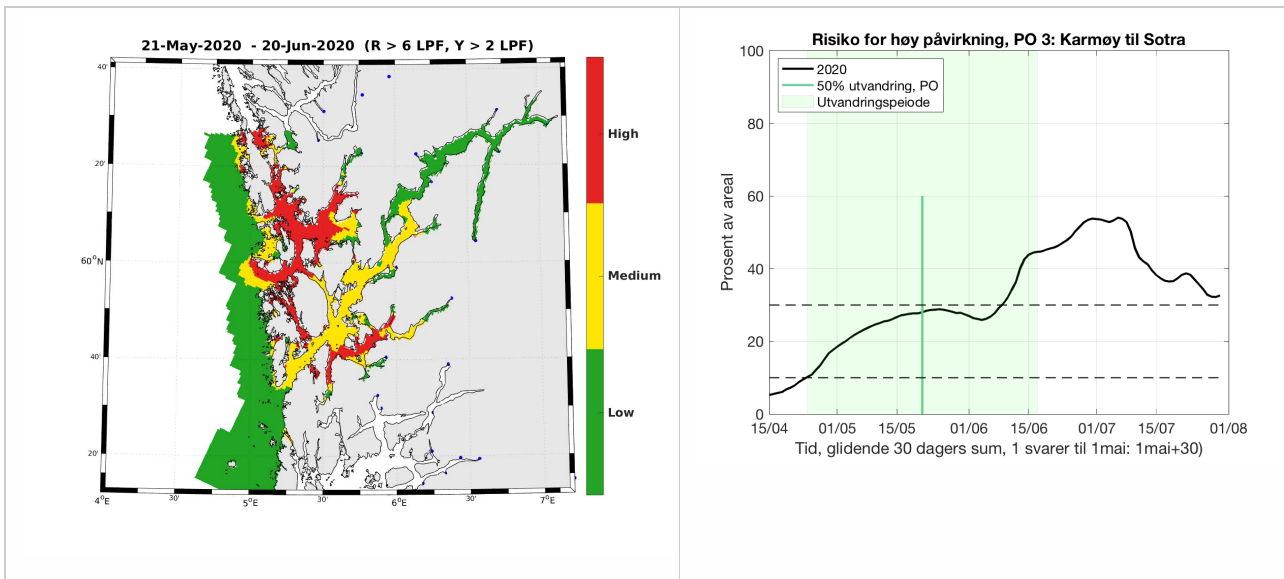 21-May-2020 - 20-Jun-2020 (R > 6 LPF, Y > 2 LPF)
40'
20'
60°N
40'
20'
4°E
30'
5°E
30'
6°E
30'
7°E
High
Medium
Low
Risiko for høy påvirkning, PO 3: Karmøy til Sotra
2020
50% utvandring, PO
Utvandringspeiode
Prosent av areal
100
80
60
40
20
0
15/04
01/05
15/05
01/06
15/06
01/07
15/07
01/08
Tid, glidende 30 dagers sum, 1 svarer til 1mai: 1mai+30)